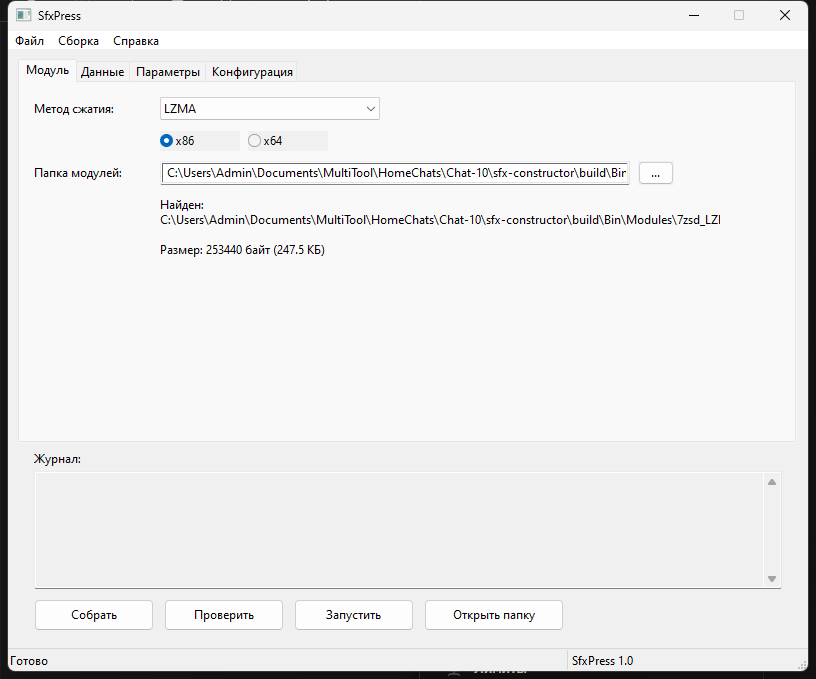 SfxPress
Файл Сборка Справка
Модуль Данные Параметры Конфигурация
Метод сжатия: LZMA
x86 x64
Папка модулей: C:\Users\Admin\Documents\MultiTool\HomeChats\Chat-10\sfx-constructor\build\Bin ...
Найден:
C:\Users\Admin\Documents\MultiTool\HomeChats\Chat-10\sfx-constructor\build\Bin\Modules\7zsd_LZ
Размер: 253440 байт (247.5 КБ)
Журнал:
Собрать Проверить Запустить Открыть папку
Готово SfxPress 1.0